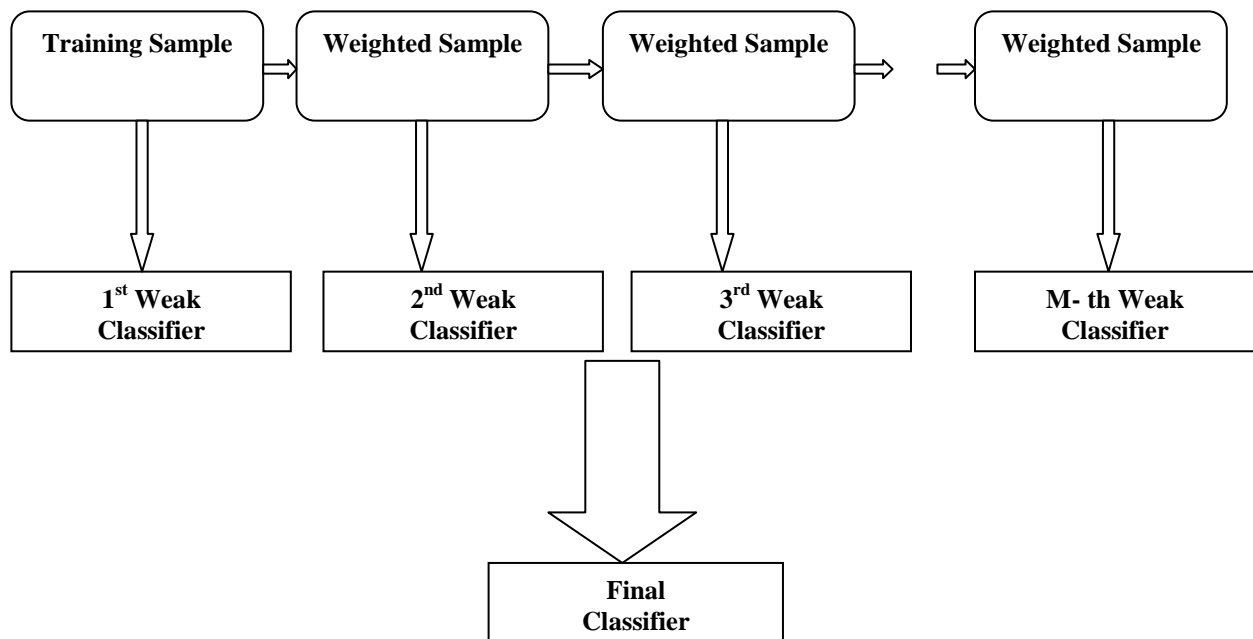 Training Sample
Weighted Sample
Weighted Sample
Weighted Sample
1st Weak
Classifier
2nd Weak
Classifier
3rd Weak
Classifier
M- th Weak
Classifier
Final
Classifier